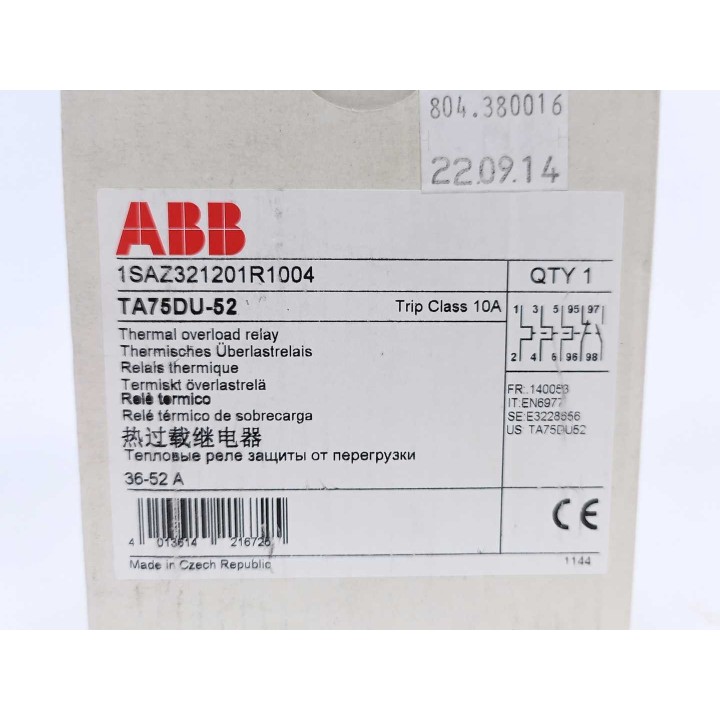 804.380016
22.09.14
ABB
1SAZ321201R1004
QTY 1
TA75DU-52
Trip Class 10A
1 3 5 95 97
2 4 6 96 98
Thermal overload relay
Thermisches Überlastrelais
Relais thermique
Termiskt överlastrelä
Relè termico
Relé térmico de sobrecarga
热过载继电器
Тепловые реле защиты от перегрузки
36-52 A
FR: 140053
IT:EN6977
SE:E3228656
US: TA75DU52
CE
4 013614 216726
Made in Czech Republic
1144